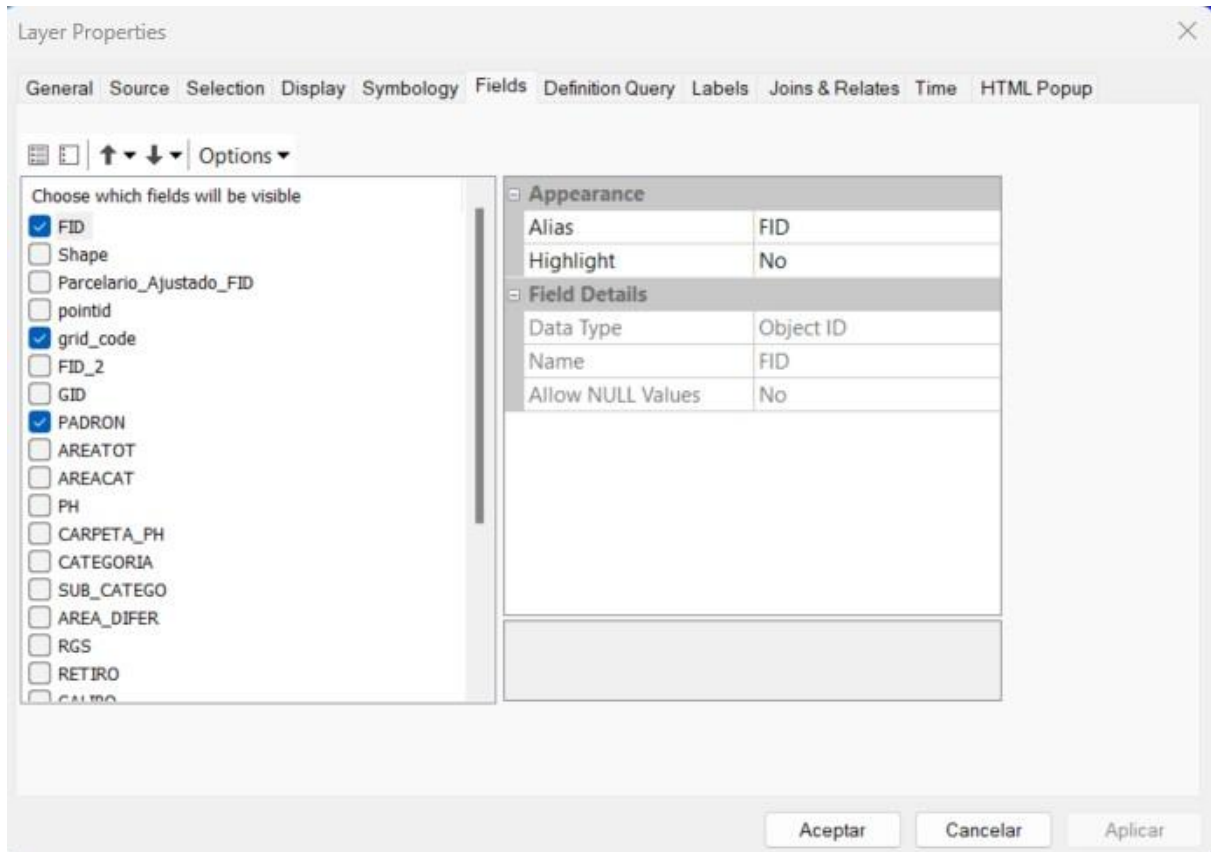 Layer Properties
General Source Selection Display Symbology Fields Definition Query Labels Joins & Relates Time HTML Popup
Options
Choose which fields will be visible
FID
Shape
Parcelario_Ajustado_FID
pointid
grid_code
FID_2
GID
PADRON
AREATOT
AREACAT
PH
CARPETA_PH
CATEGORIA
SUB_CATEGO
AREA_DIFER
RGS
RETIRO
Appearance
Alias FID
Highlight No
Field Details
Data Type Object ID
Name FID
Allow NULL Values No
Aceptar Cancelar Aplicar